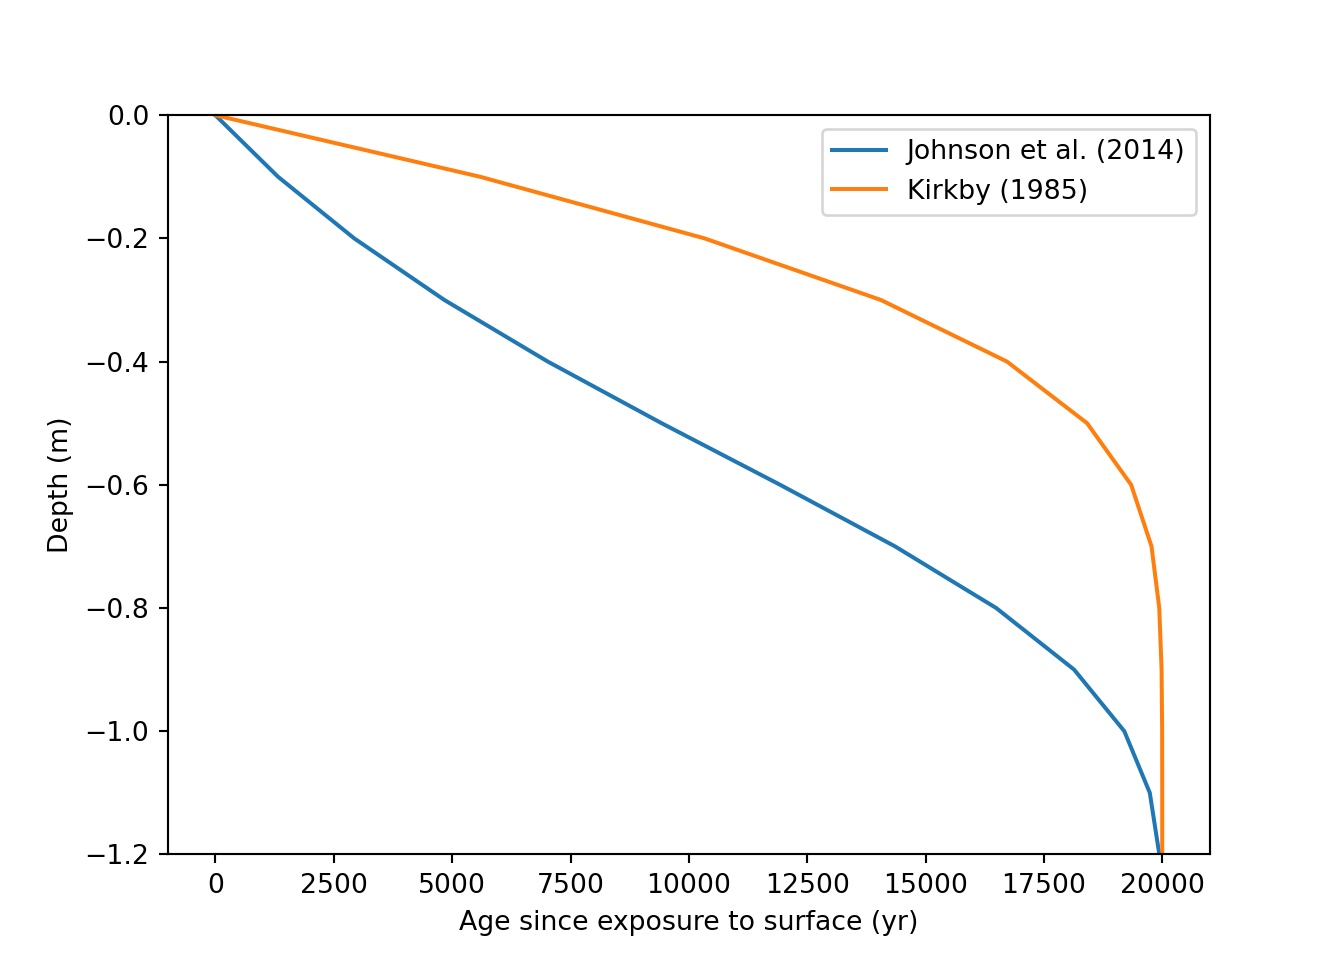 0.0
−0.2
−0.4
−0.6
−0.8
−1.0
−1.2
Depth (m)
Johnson et al. (2014)
Kirkby (1985)
0 2500 5000 7500 10000 12500 15000 17500 20000
Age since exposure to surface (yr)